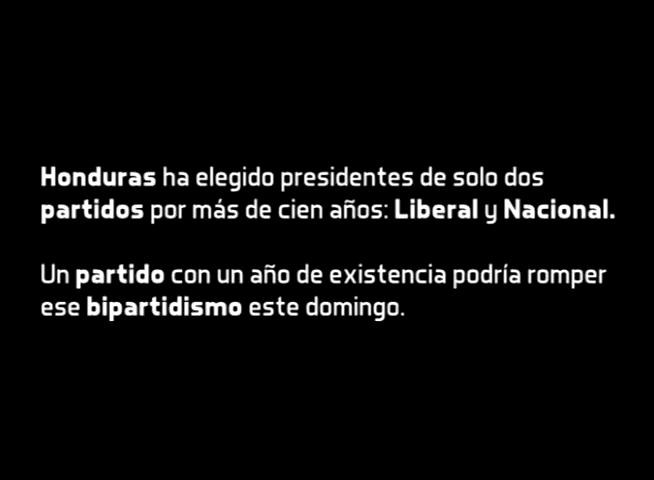 Honduras ha elegido presidentes de solo dos
partidos por más de cien años: Liberal y Nacional.
Un partido con un año de existencia podría romper
ese bipartidismo este domingo.